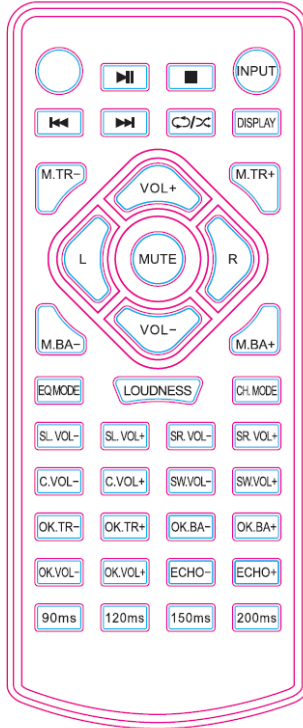 INPUT
DISPLAY
M.TR- M.TR+
VOL+
L MUTE R
VOL-
M.BA- M.BA+
EQ.MODE LOUDNESS CH. MODE
SL. VOL- SL. VOL+ SR. VOL- SR. VOL+
C.VOL- C.VOL+ SW.VOL- SW.VOL+
OK.TR- OK.TR+ OK.BA- OK.BA+
OK.VOL- OK.VOL+ ECHO- ECHO+
90ms 120ms 150ms 200ms